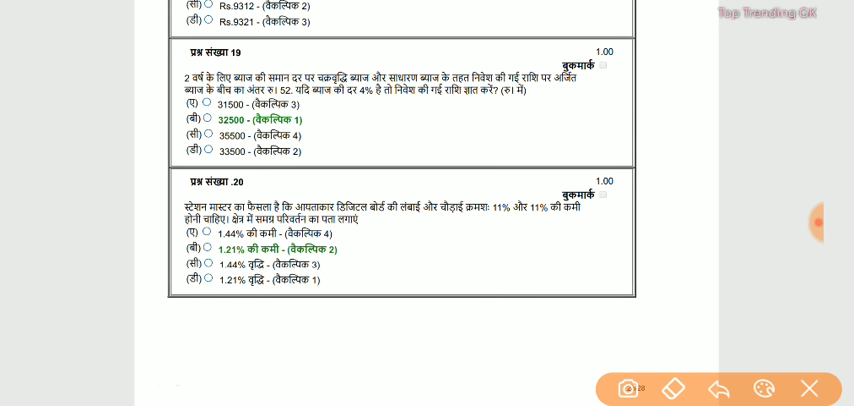 (सी) Rs.9312 - (वैकल्पिक 2)
Top Trending GK
(डी) Rs.9321 - (वैकल्पिक 3)
प्रश्न संख्या 19 1.00
बुकमार्क
2 वर्ष के लिए ब्याज की समान दर पर चक्रवृद्धि ब्याज और साधारण ब्याज के तहत निवेश की गई राशि पर अर्जित
ब्याज के बीच का अंतर रु। 52. यदि ब्याज की दर 4% है तो निवेश की गई राशि ज्ञात करें? (रु। में)
(ए) 31500 - (वैकल्पिक 3)
(बी) 32500 - (वैकल्पिक 1)
(सी) 35500 - (वैकल्पिक 4)
(डी) 33500 - (वैकल्पिक 2)
प्रश्न संख्या .20 1.00
बुकमार्क
स्टेशन मास्टर का फैसला है कि आयताकार डिजिटल बोर्ड की लंबाई और चौड़ाई क्रमशः 11% और 11% की कमी
होनी चाहिए। क्षेत्र में समग्र परिवर्तन का पता लगाएं
(ए) 1.44% की कमी - (वैकल्पिक 4)
(बी) 1.21% की कमी - (वैकल्पिक 2)
(सी) 1.44% वृद्धि - (वैकल्पिक 3)
(डी) 1.21% वृद्धि - (वैकल्पिक 1)